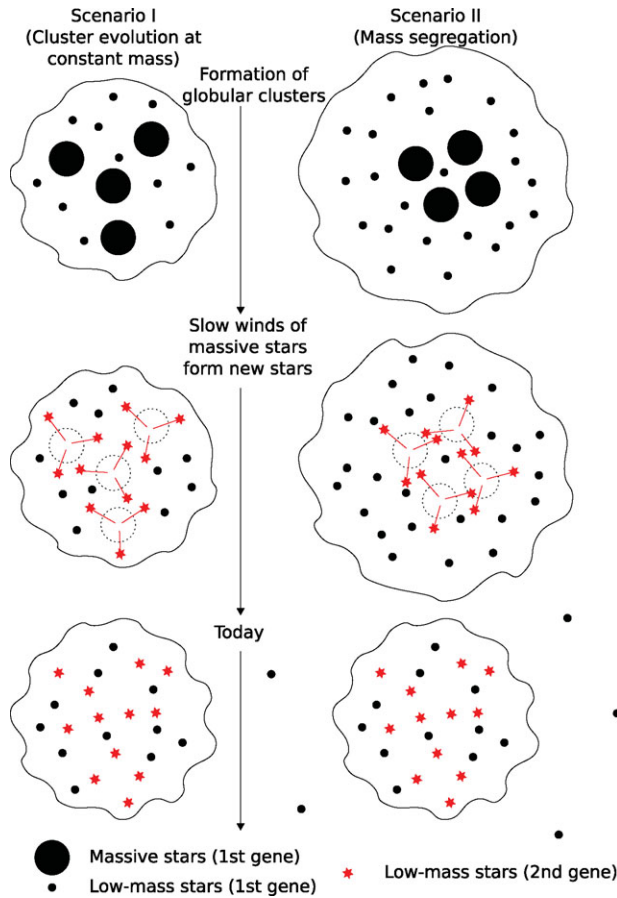 Scenario I
(Cluster evolution at
constant mass)
Scenario II
(Mass segregation)
Formation of
globular clusters
Slow winds of
massive stars
form new stars
Today
Massive stars (1st gene)
Low-mass stars (1st gene)
Low-mass stars (2nd gene)